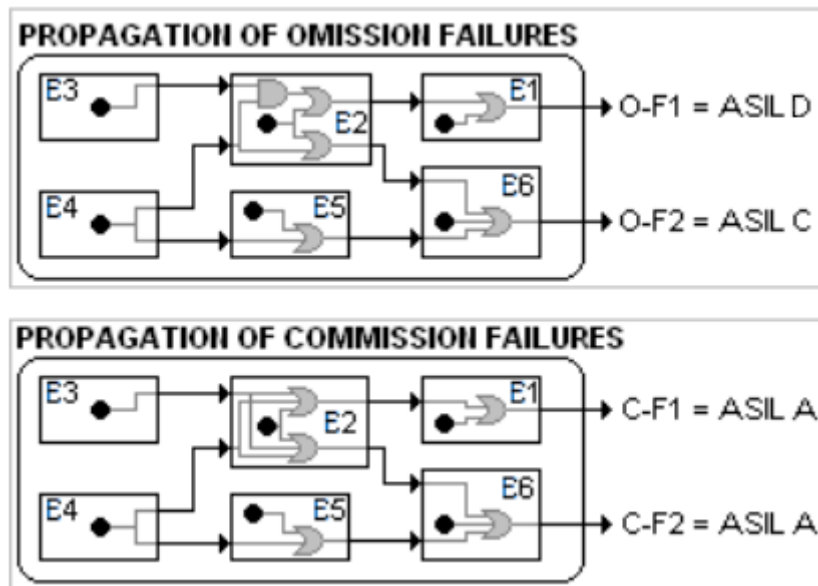 PROPAGATION OF OMISSION FAILURES
E3
E2
E1
O-F1 = ASIL D
E4
E5
E6
O-F2 = ASIL C
PROPAGATION OF COMMISSION FAILURES
E3
E2
E1
C-F1 = ASIL A
E4
E5
E6
C-F2 = ASIL A